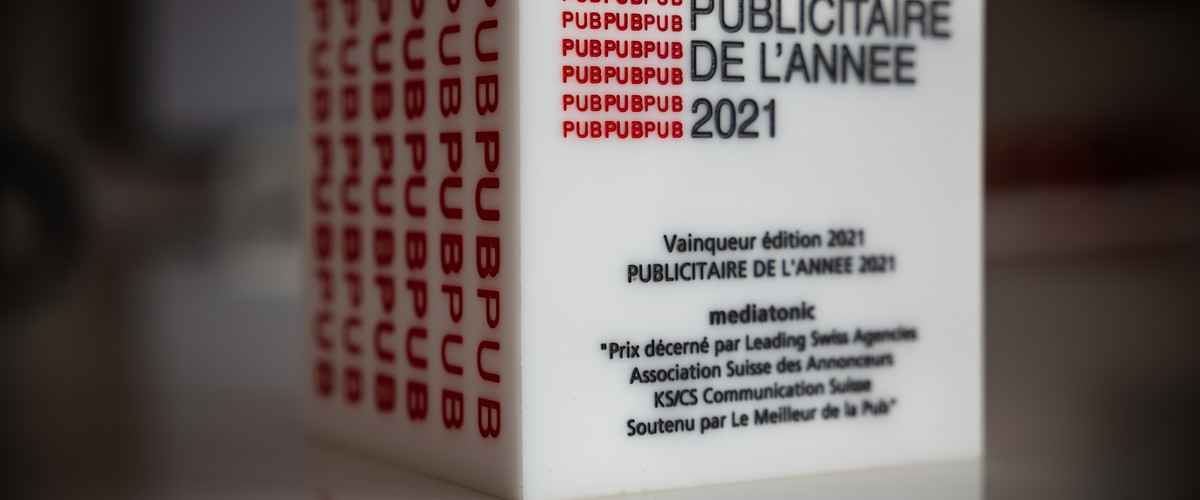 PUBPUBPUB
PUBPUBPUB
PUBPUBPUB
PUBPUBPUB
PUBPUBPUB
PUBLICITAIRE
DE L'ANNEE
2021
Vainqueur édition 2021
PUBLICITAIRE DE L'ANNEE 2021
mediatonic
"Prix décerné par Leading Swiss Agencies
Association Suisse des Annonceurs
KS/CS Communication Suisse
Soutenu par Le Meilleur de la Pub"